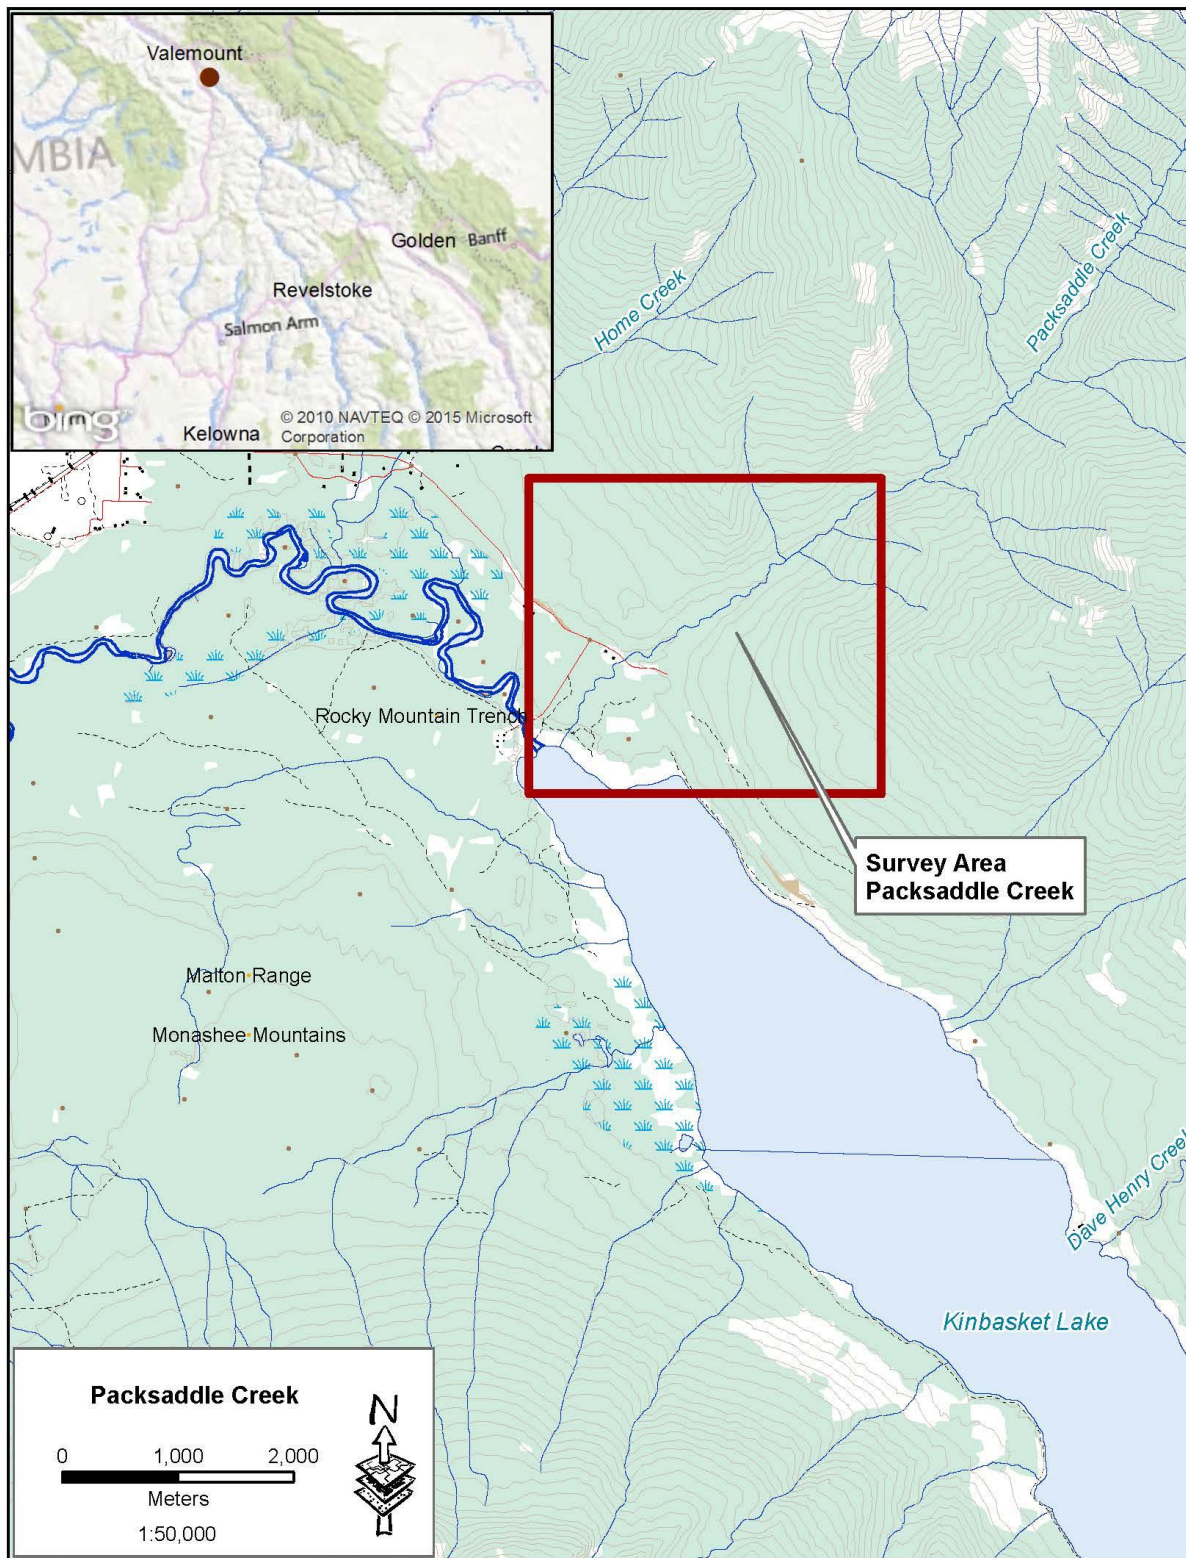 Valemount
MBIA
Golden
Banff
Revelstoke
Salmon Arm
bing
© 2010 NAVTEQ © 2015 Microsoft
Kelowna
Corporation
Home Creek
Packsaddle Creek
Rocky Mountain Trench
Survey Area
Packsaddle Creek
Malton Range
Monashee Mountains
Dave Henry Creek
Kinbasket Lake
Packsaddle Creek
N
0 1,000 2,000
Meters
1:50,000